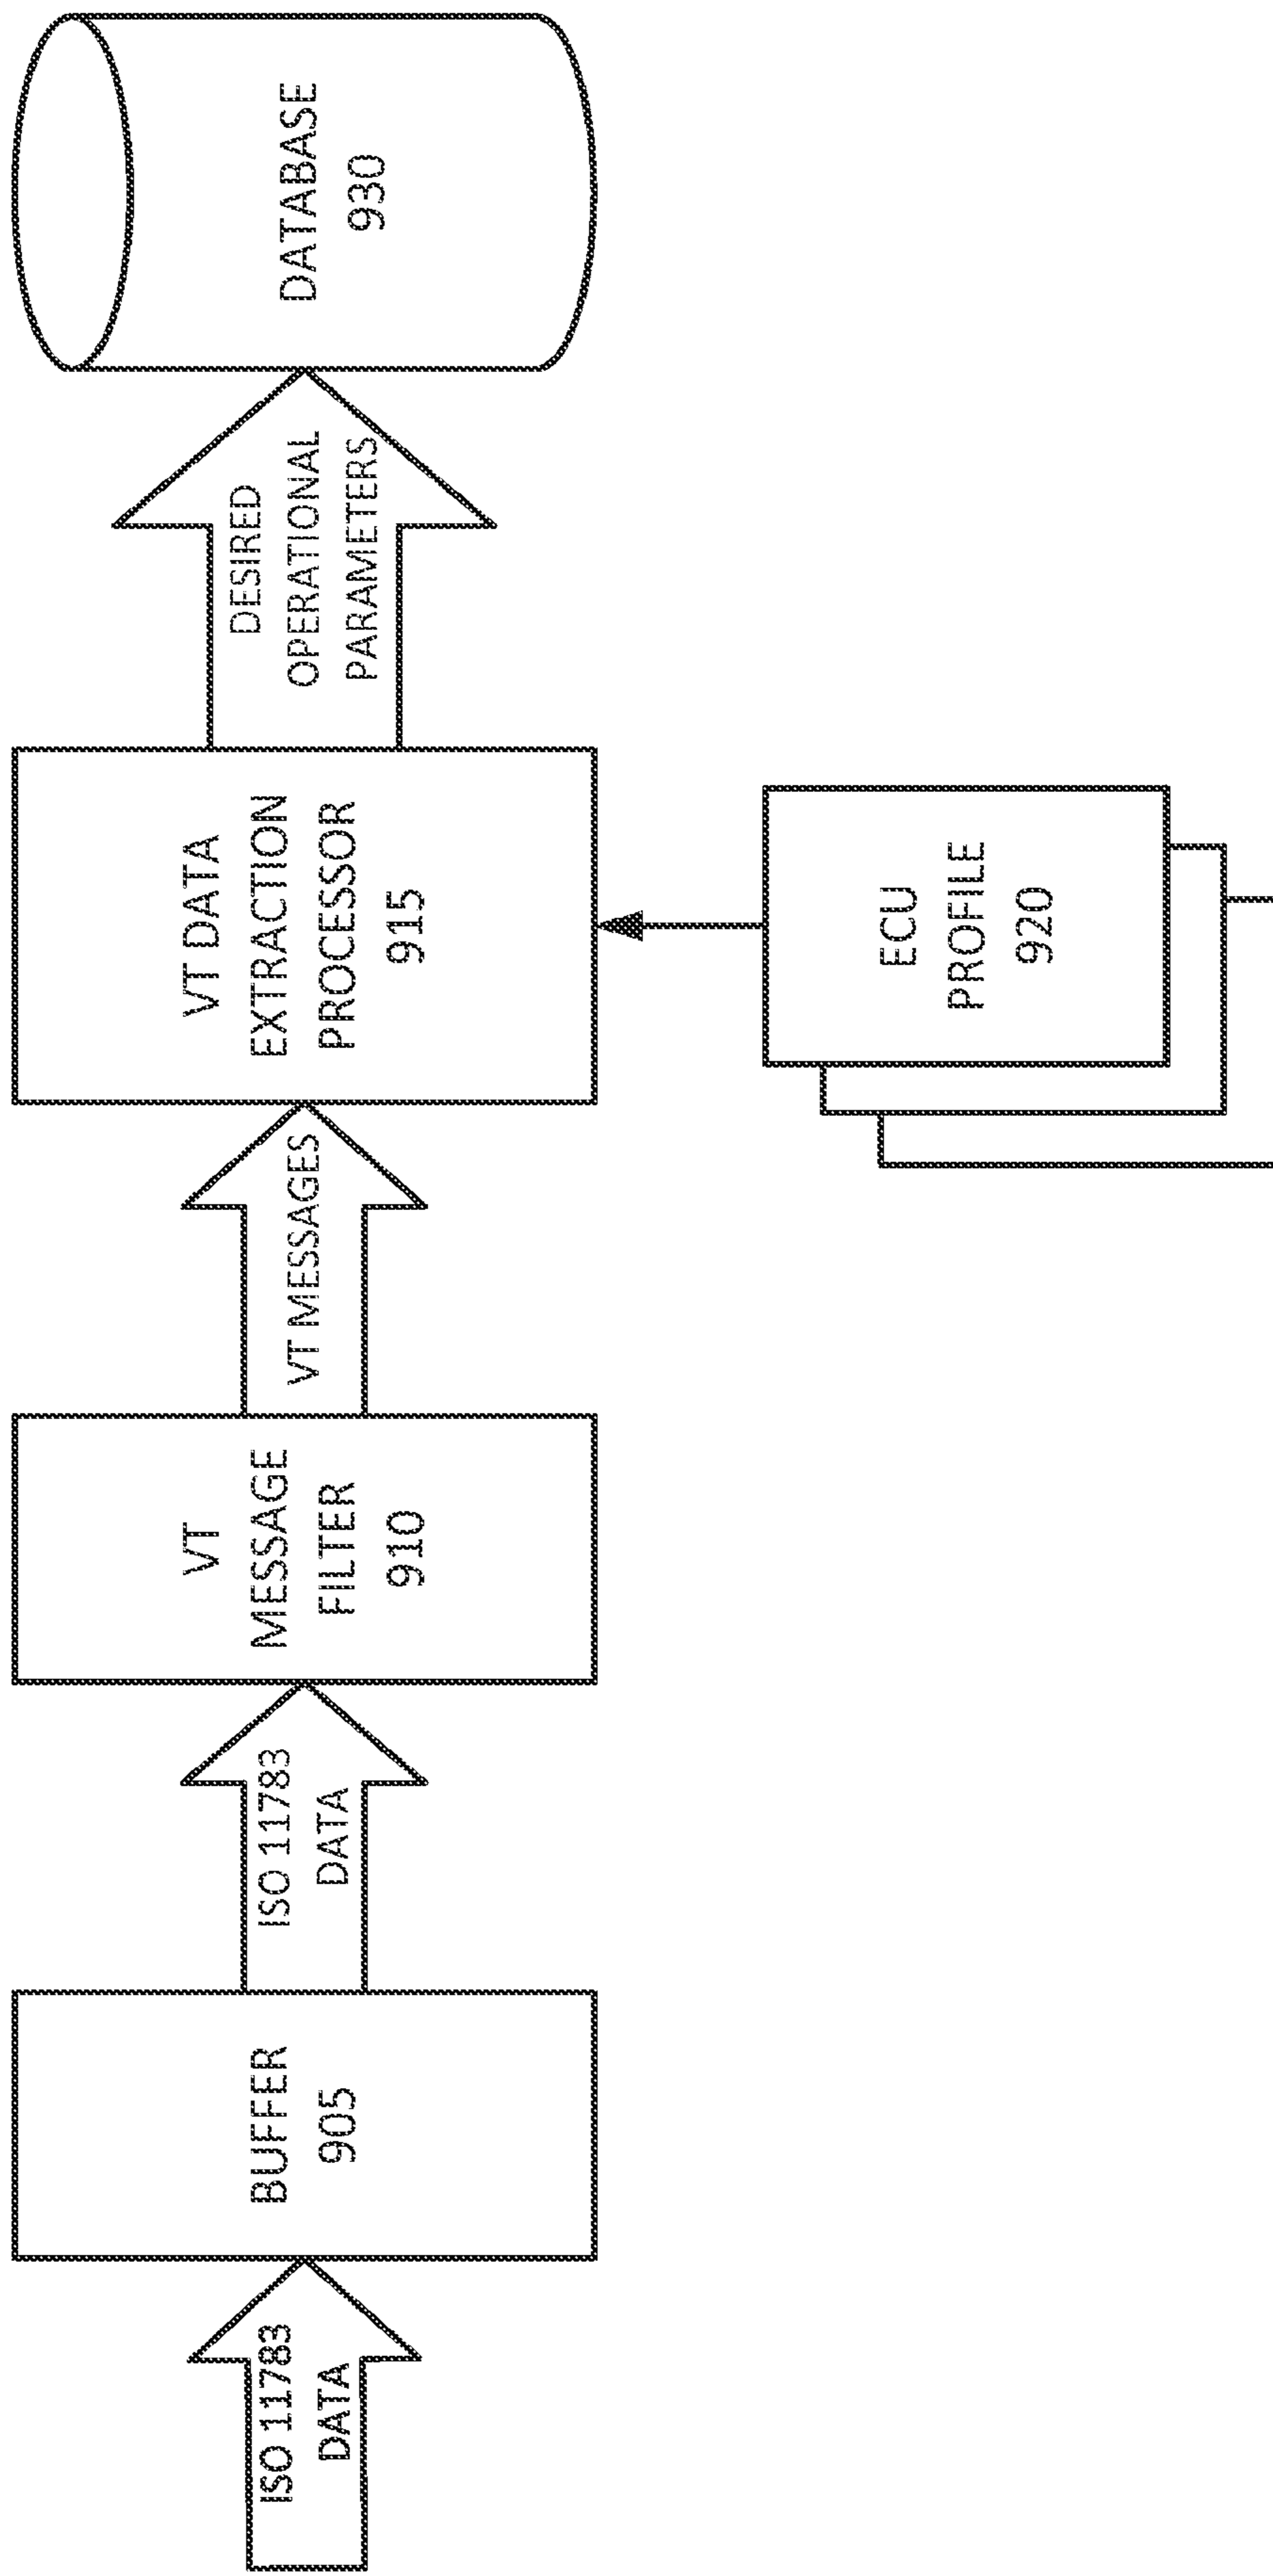 ISO 11783
DATA
BUFFER
905
ISO 11783
DATA
VT
MESSAGE
FILTER
910
VT MESSAGES
VT DATA
EXTRACTION
PROCESSOR
915
DESIRED
OPERATIONAL
PARAMETERS
DATABASE
930
ECU
PROFILE
920